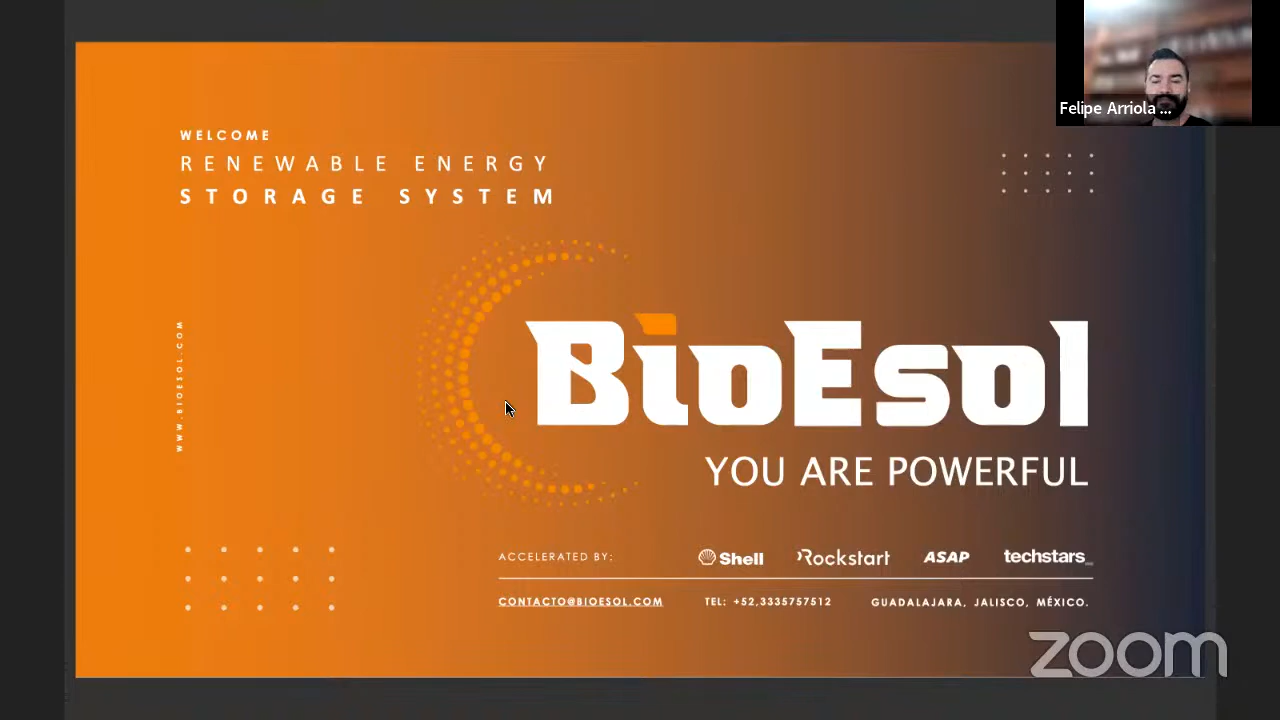 Felipe Arriola ...
WELCOME
RENEWABLE ENERGY
STORAGE SYSTEM
WWW.BIOESOL.COM
BioEsol
YOU ARE POWERFUL
ACCELERATED BY: Shell Rockstart ASAP techstars_
CONTACTO@BIOESOL.COM TEL: +52,3335757512 GUADALAJARA, JALISCO, MÉXICO.
zoom